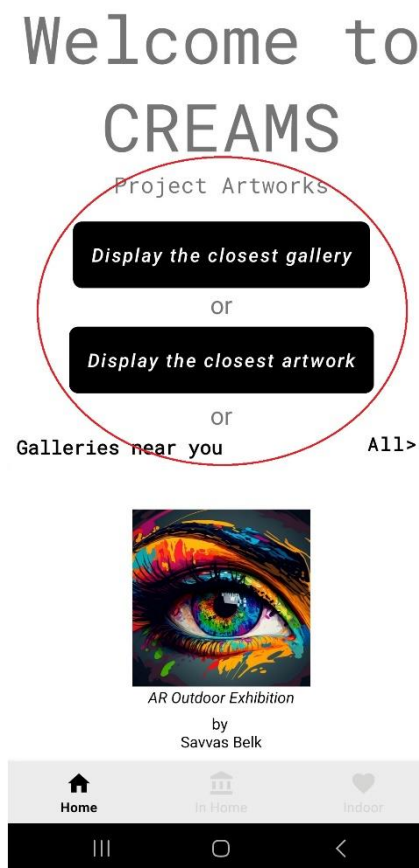 Welcome to
CREAMS
Project Artworks
Display the closest gallery
or
Display the closest artwork
or
Galleries near you All>
AR Outdoor Exhibition
by
Savvas Belk
Home In Home Indoor